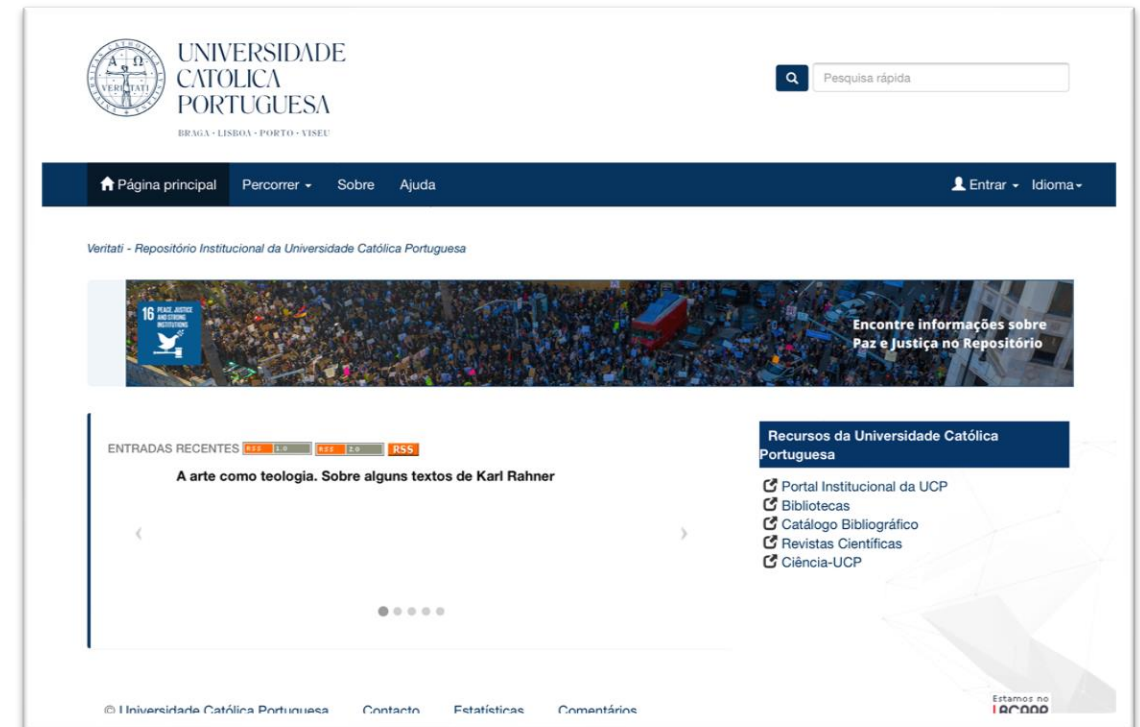 UNIVERSIDADE
CATÓLICA
PORTUGUESA
BRAGA · LISBOA · PORTO · VISEU
A Ω
VERITATI
Pesquisa rápida
Página principal Percorrer Sobre Ajuda Entrar Idioma
Veritati - Repositório Institucional da Universidade Católica Portuguesa
16 PEACE, JUSTICE
AND STRONG
INSTITUTIONS
Encontre informações sobre
Paz e Justiça no Repositório
ENTRADAS RECENTES RSS 1.0 RSS 2.0 RSS
A arte como teologia. Sobre alguns textos de Karl Rahner
Recursos da Universidade Católica
Portuguesa
Portal Institucional da UCP
Bibliotecas
Catálogo Bibliográfico
Revistas Científicas
Ciência-UCP
© Universidade Católica Portuguesa Contacto Estatísticas Comentários
Estamos no